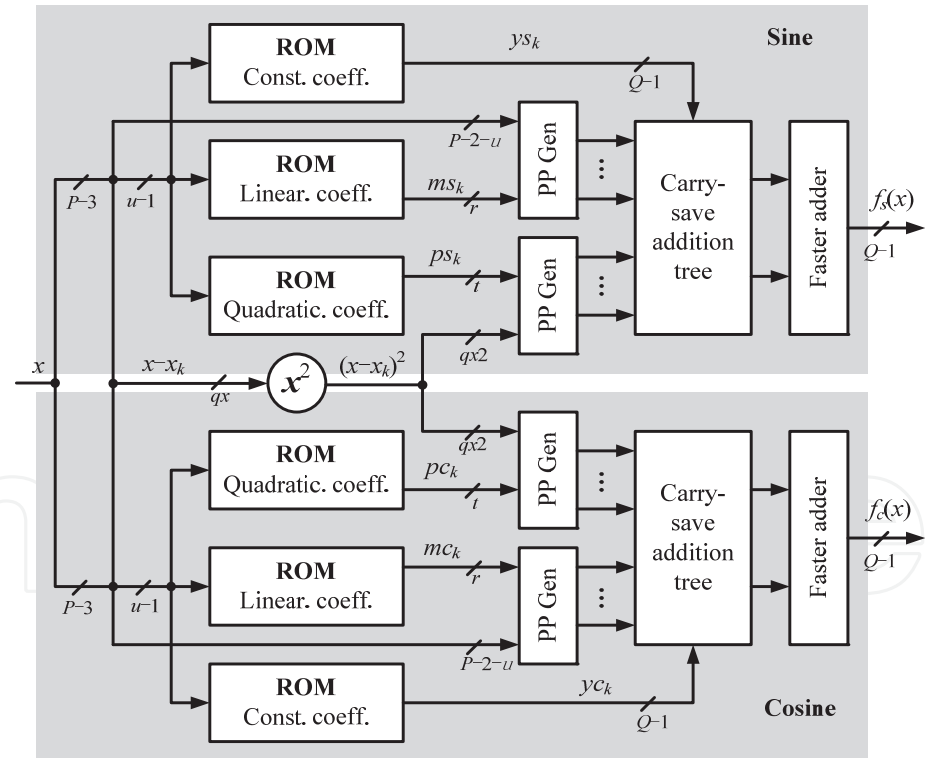 Sine
ROM
Const. coeff.
ys_k
Q−1
P−2−u
PP Gen
ROM
Linear. coeff.
ms_k
r
P−3
u−1
Carry-
save
addition
tree
Faster adder
f_s(x)
Q−1
ROM
Quadratic. coeff.
ps_k
t
PP Gen
qx2
x
x−x_k
qx
x²
(x−x_k)²
qx2
ROM
Quadratic. coeff.
pc_k
t
PP Gen
Carry-
save
addition
tree
Faster adder
f_c(x)
Q−1
ROM
Linear. coeff.
mc_k
r
PP Gen
P−3
u−1
P−2−u
ROM
Const. coeff.
yc_k
Q−1
Cosine